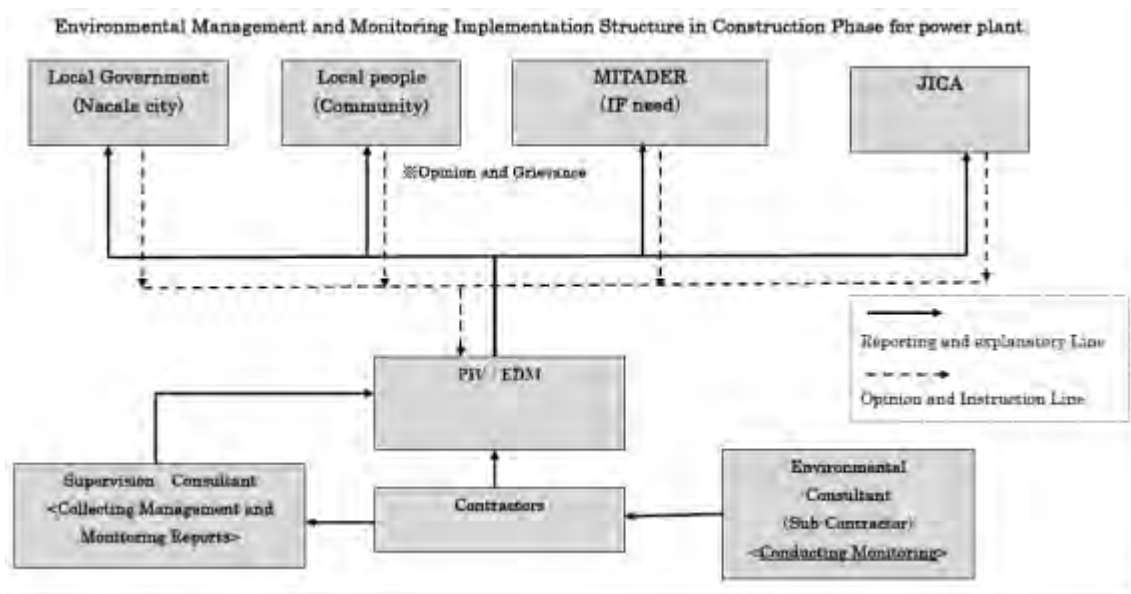 Environmental Management and Monitoring Implementation Structure in Construction Phase for power plant
Local Government
(Nacala city)
Local people
(Community)
MITADER
(IF need)
JICA
※Opinion and Grievance
Reporting and explanatory Line
Opinion and Instruction Line
EDM
Supervision Consultant
<Collecting Management and
Monitoring Reports>
Contractors
Environmental
Consultant
(Sub-Contractor)
<Conducting Monitoring>